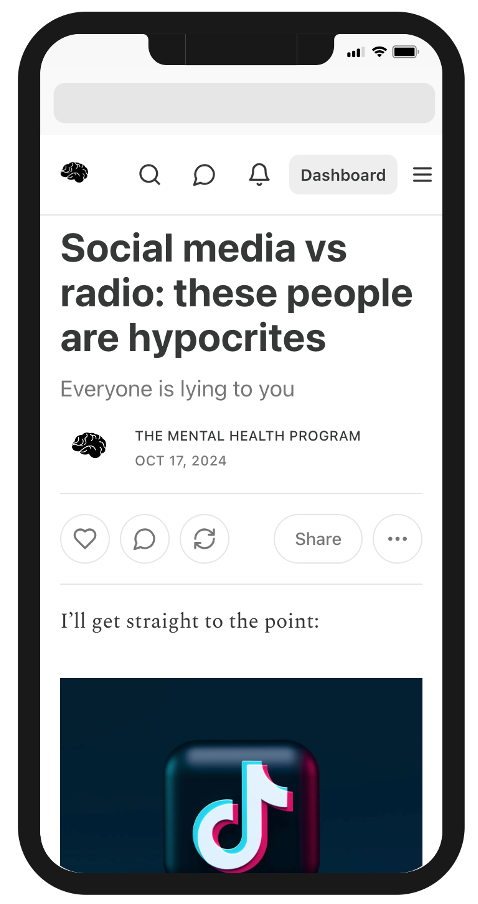 Dashboard
Social media vs
radio: these people
are hypocrites
Everyone is lying to you
THE MENTAL HEALTH PROGRAM
OCT 17, 2024
Share
I’ll get straight to the point: